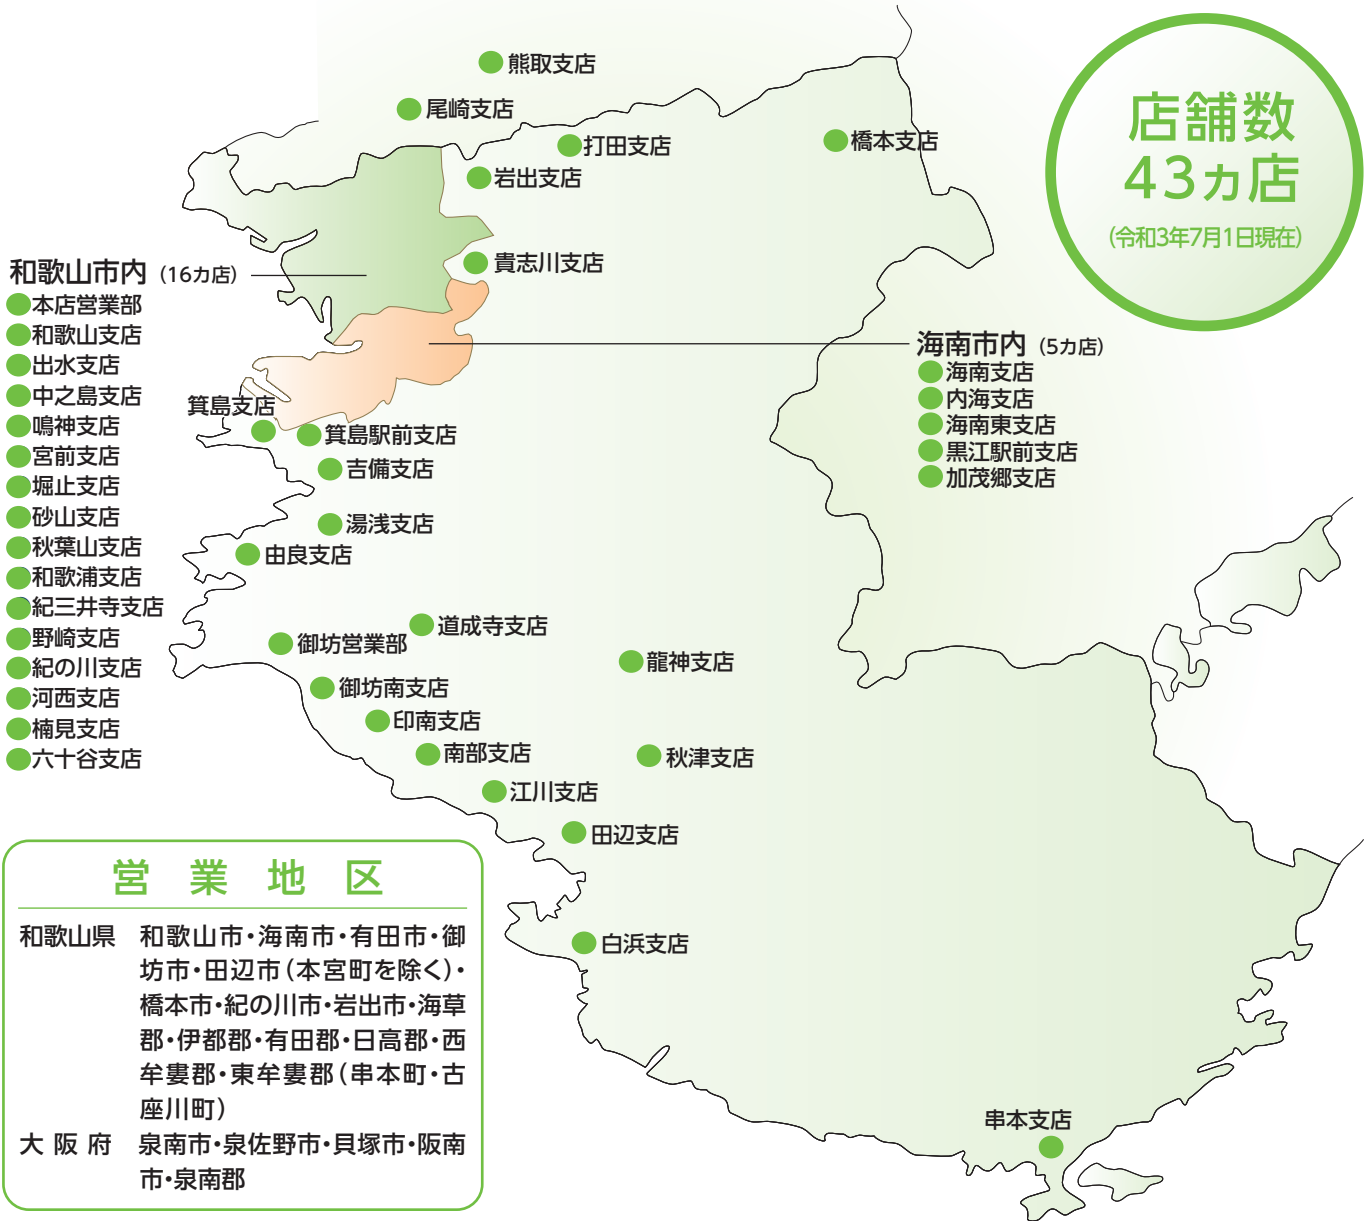 店舗数
43ヵ店
(令和3年7月1日現在)
熊取支店
尾崎支店
打田支店
橋本支店
岩出支店
貴志川支店
和歌山市内 (16カ店)
本店営業部
和歌山支店
出水支店
中之島支店
鳴神支店
宮前支店
堀止支店
砂山支店
秋葉山支店
和歌浦支店
紀三井寺支店
野崎支店
紀の川支店
河西支店
楠見支店
六十谷支店
海南市内 (5カ店)
海南支店
内海支店
海南東支店
黒江駅前支店
加茂郷支店
箕島支店
箕島駅前支店
吉備支店
湯浅支店
由良支店
道成寺支店
御坊営業部
龍神支店
御坊南支店
印南支店
南部支店
秋津支店
江川支店
田辺支店
白浜支店
串本支店
営業地区
和歌山県 和歌山市・海南市・有田市・御
坊市・田辺市(本宮町を除く)・
橋本市・紀の川市・岩出市・海草
郡・伊都郡・有田郡・日高郡・西
牟婁郡・東牟婁郡(串本町・古
座川町)
大阪府 泉南市・泉佐野市・貝塚市・阪南
市・泉南郡